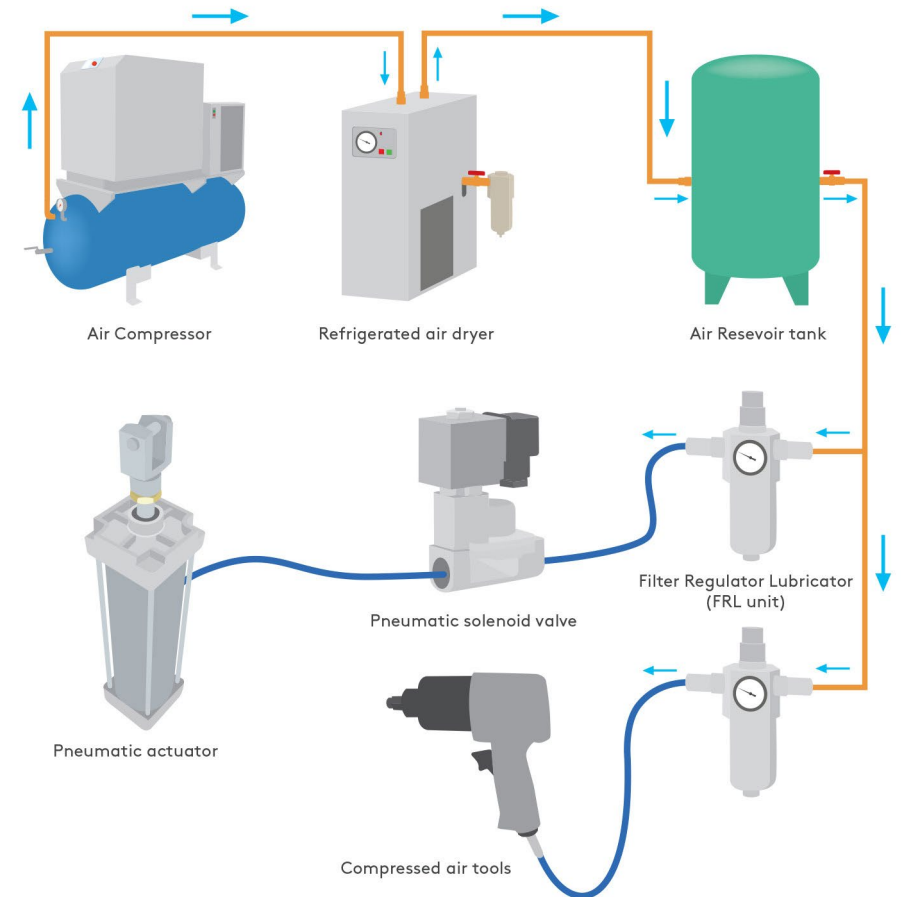 Air Compressor
Refrigerated air dryer
Air Resevoir tank
Filter Regulator Lubricator
(FRL unit)
Pneumatic solenoid valve
Pneumatic actuator
Compressed air tools